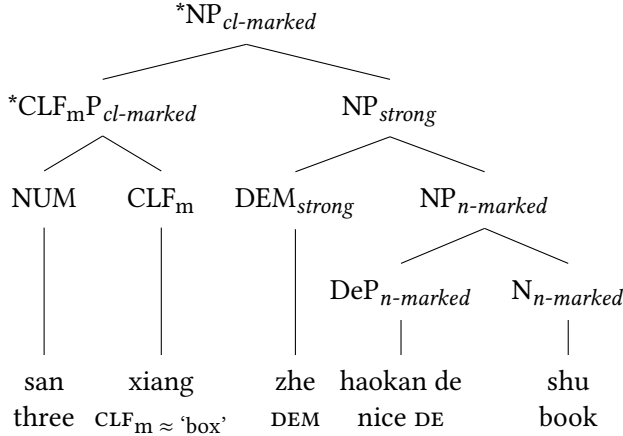 *NP cl-marked
*CLFmP cl-marked NP strong
NUM CLFm DEM strong NP n-marked
DeP n-marked N n-marked
san xiang zhe haokan de shu
three CLFm ≈ ‘box’ DEM nice DE book